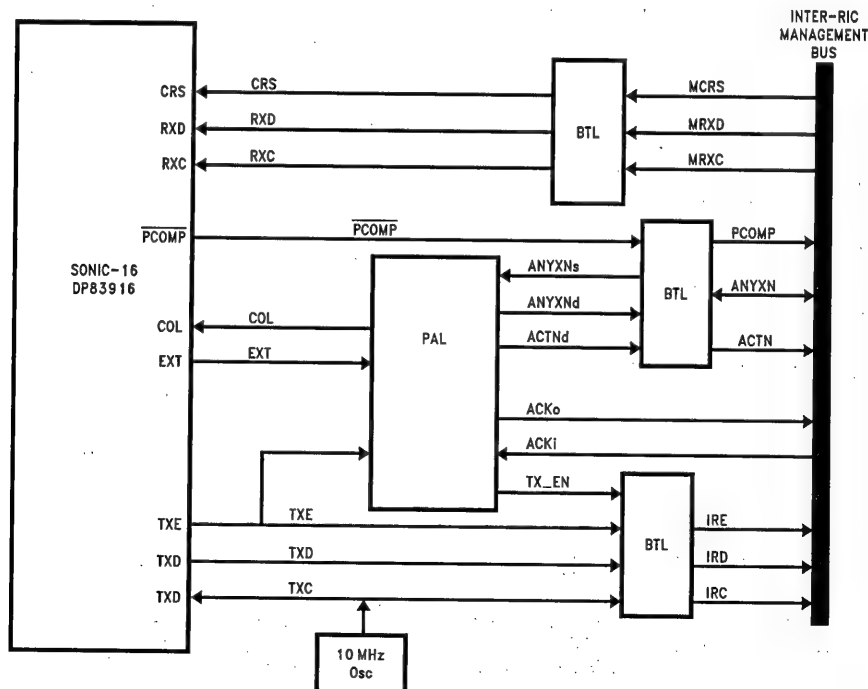 INTER-RIC
MANAGEMENT
BUS
CRS
CRS
MCRS
RXD
RXD
BTL
MRXD
RXC
RXC
MRXC
PCOMP
PCOMP
PCOMP
SONIC-16
DP83916
ANYXNs
BTL
ANYXN
ANYXNd
COL
COL
PAL
ACTNd
ACTN
EXT
EXT
ACKo
ACKi
TX_EN
TXE
TXE
BTL
IRE
TXD
TXD
IRD
TXD
TXC
IRC
10 MHz
Osc